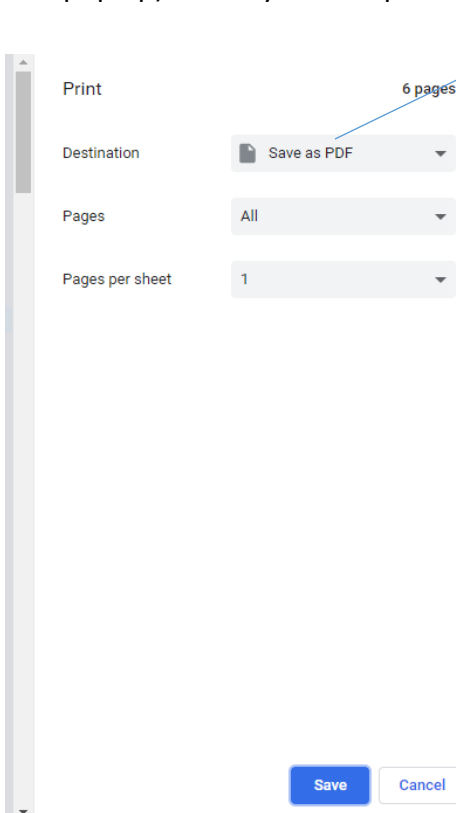 Print 6 pages
Destination Save as PDF
Pages All
Pages per sheet 1
Save Cancel